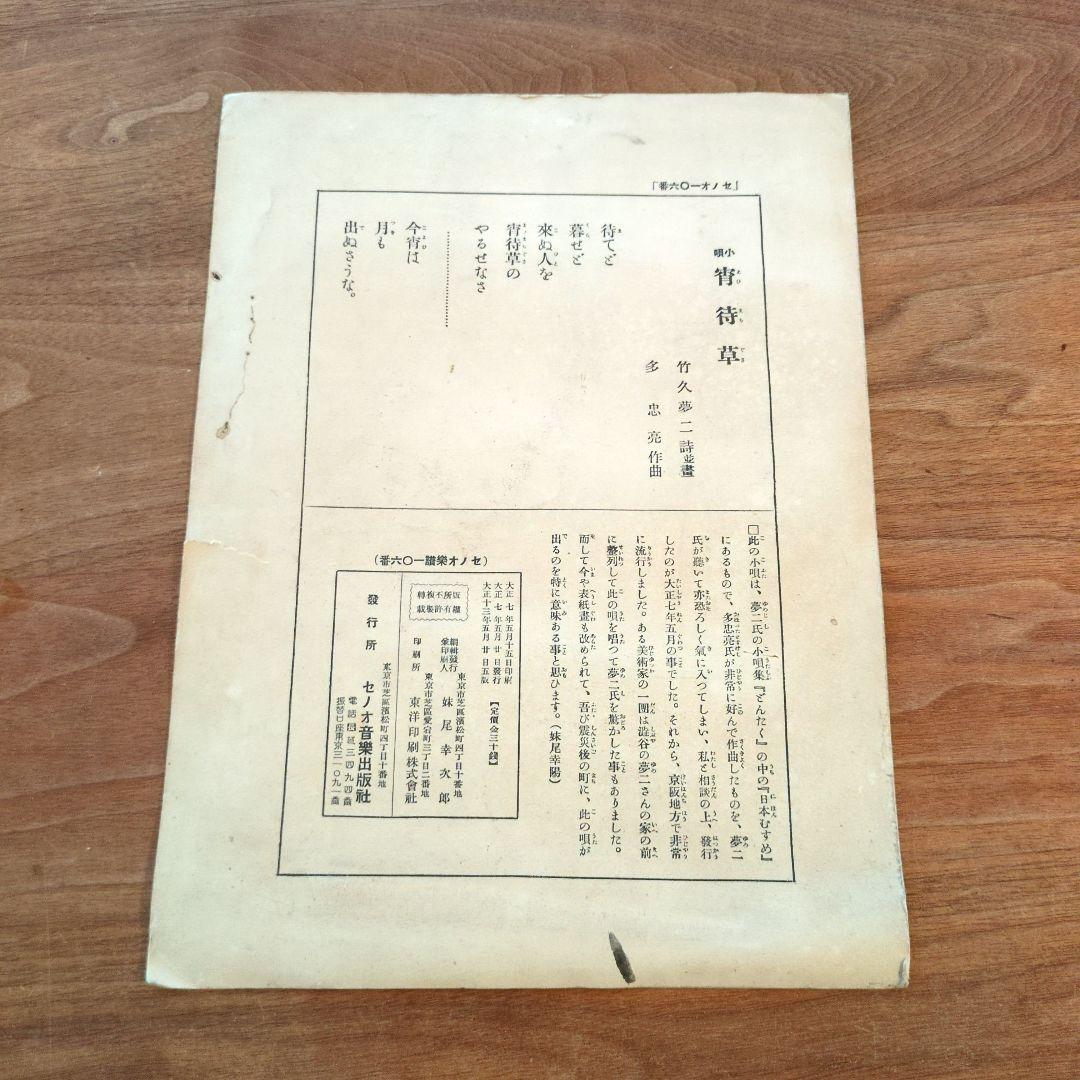 「セノオ一〇六番」
小唄 宵待草
竹久夢二詩並畫
多忠亮作曲
待てど
暮せど
來ぬ人を
宵待草の
やるせなさ
…………………
今宵は
月も
出ぬさうな。
□此の小唄は、夢二氏の小唄集『どんたく』の中の『日本むすめ』
にあるもので、多忠亮氏が非常に好んで作曲したものを、夢二
氏が聽いて亦恐ろしく氣に入つてしまい、私と相談の上、發行
したのが大正七年五月の事でした。それから、京阪地方で非常
に流行しました。ある美術家の一團は澁谷の夢二さんの家の前
に整列して此の唄を唱つて夢二氏を驚かした事もありました。
而して今や表紙畫も改められて、吾び震災後の町に、此の唄が
出るのを特に意味ある事と思ひます。(妹尾幸陽)
(セノオ樂譜一〇六番)
大正七年五月十五日印刷
大正七年五月廿日發行
大正十三年五月廿日五版
【定價金三十錢】
版權所有
不許複製
轉載
編輯發行
兼印刷人
東京市芝區濱松町四丁目十番地
妹尾幸次郎
印刷所
東京市芝區愛宕町三丁目二番地
東洋印刷株式會社
發行所
東京市芝區濱松町四丁目十番地
セノオ音樂出版社
電話芝三四九四番
振替口座東京三一〇九一番